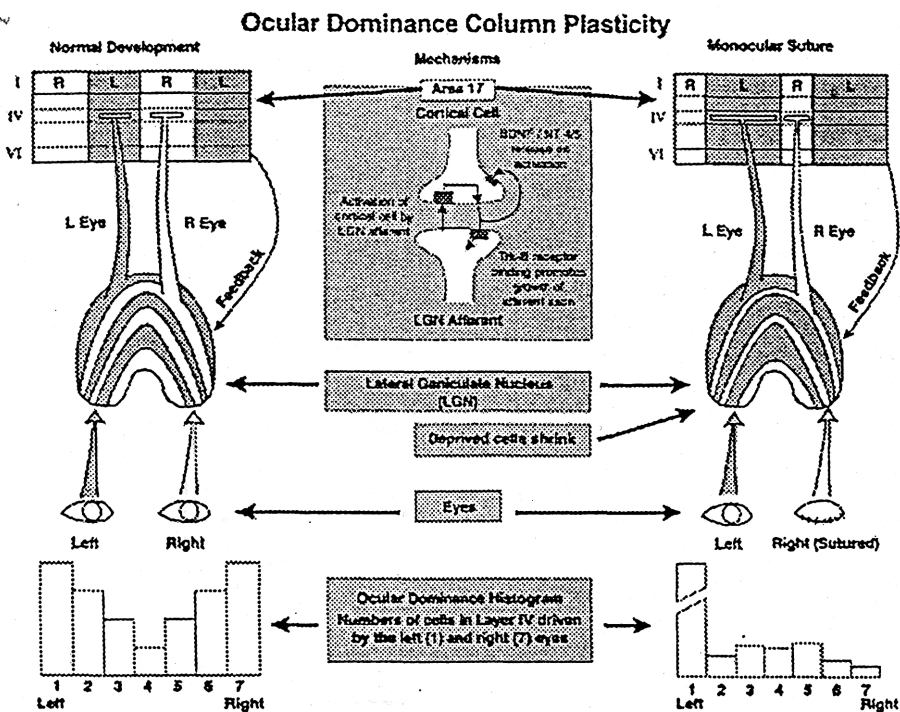 Ocular Dominance Column Plasticity
Normal Development
Mechanisms
Monocular Suture
I
R L R L
IV
VI
L Eye
R Eye
Feedback
Area 17
Cortical Cell
BDNF / NT 4/5
release on
activation
Activation of
cortical cell by
LGN afferent
Trk-B receptor
binding promotes
growth of
afferent axon
LGN Afferent
I
R L R L
IV
VI
L Eye
R Eye
Feedback
Lateral Geniculate Nucleus
(LGN)
Deprived cells shrink
Eyes
Left
Right
Left
Right (Sutured)
Ocular Dominance Histogram
Numbers of cells in Layer IV driven
by the left (1) and right (7) eyes
1 2 3 4 5 6 7
Left Right
1 2 3 4 5 6 7
Left Right